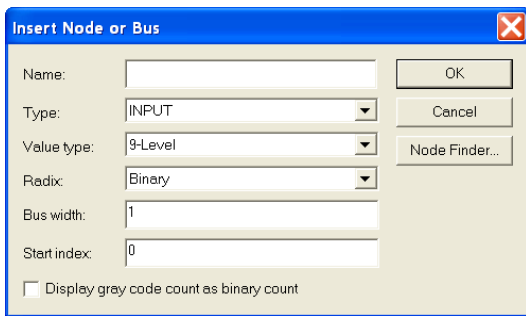 Insert Node or Bus
Name:
OK
Type: INPUT
Cancel
Value type: 9-Level
Node Finder...
Radix: Binary
Bus width: 1
Start index: 0
Display gray code count as binary count